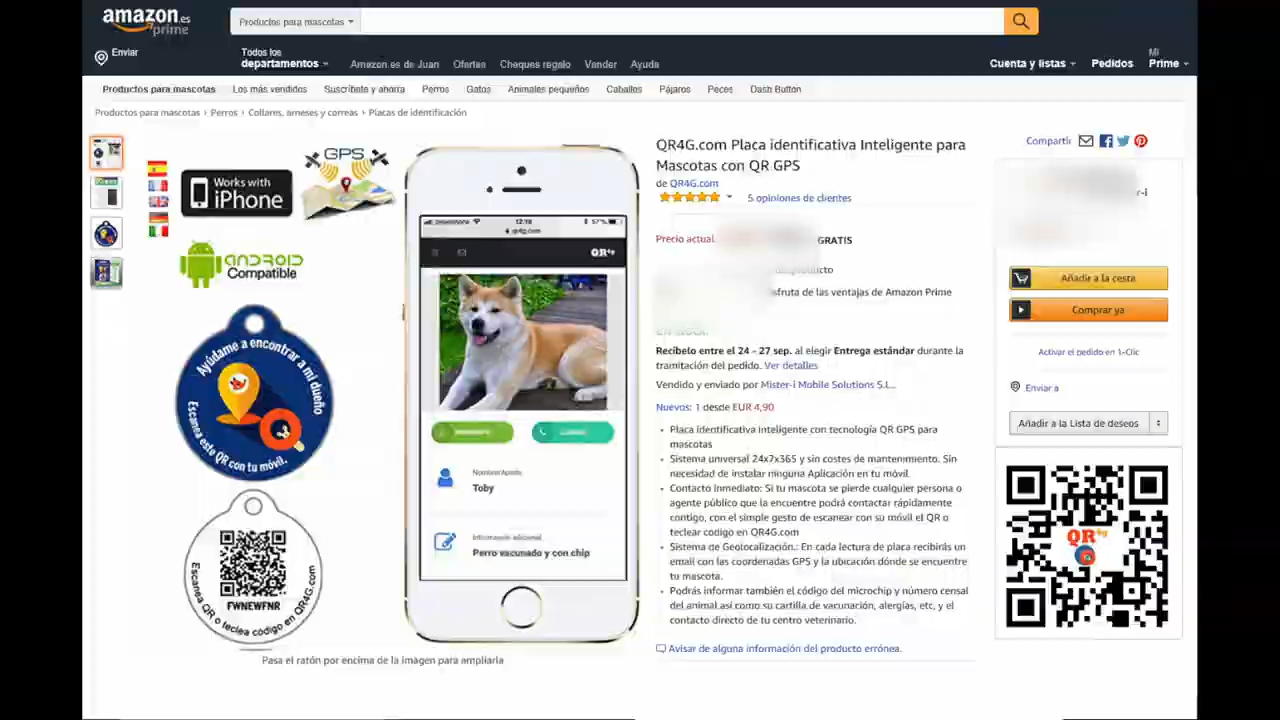 amazon.es
prime
Productos para mascotas
Enviar
Todos los
departamentos
Amazon.es de Juan
Ofertas
Cheques regalo
Vender
Ayuda
Cuenta y listas
Pedidos
Mi
Prime
Productos para mascotas
Los más vendidos
Suscríbete y ahorra
Perros
Gatos
Animales pequeños
Caballos
Pájaros
Peces
Dash Button
Productos para mascotas › Perros › Collares, arneses y correas › Placas de identificación
Works with
iPhone
GPS
ANDROID
Compatible
Ayúdame a encontrar a mi dueño
Escanea este QR con tu móvil.
FWNEWFNR
Escanea QR o teclea código en QR4G.com
12:18
57%
qr4g.com
QR4g
Toby
Información adicional
Perro vacunado y con chip
Pasa el ratón por encima de la imagen para ampliarla
QR4G.com Placa identificativa Inteligente para
Mascotas con QR GPS
de QR4G.com
5 opiniones de clientes
Precio actual
GRATIS
sfruta de las ventajas de Amazon Prime
Recíbelo entre el 24 - 27 sep. al elegir Entrega estándar durante la
tramitación del pedido. Ver detalles
Vendido y enviado por Mister-i Mobile Solutions S.L..
Nuevos: 1 desde EUR 4,90
• Placa identificativa inteligente con tecnología QR GPS para
mascotas
• Sistema universal 24x7x365 y sin costes de mantenimiento. Sin
necesidad de instalar ninguna Aplicación en tu móvil
• Contacto Inmediato: Si tu mascota se pierde cualquier persona o
agente público que la encuentre podrá contactar rápidamente
contigo, con el simple gesto de escanear con su móvil el QR o
teclear codigo en QR4G.com
• Sistema de Geolocalización.: En cada lectura de placa recibirás un
email con las coordenadas GPS y la ubicación dónde se encuentre
tu mascota.
• Podrás informar también el código del microchip y número censal
del animal así como su cartilla de vacunación, alergías, etc, y el
contacto directo de tu centro veterinario.
Avisar de alguna información del producto errónea.
Compartir
r-i
Añadir a la cesta
Comprar ya
Activar el pedido en 1-Clic
Enviar a
Añadir a la Lista de deseos
QR4g